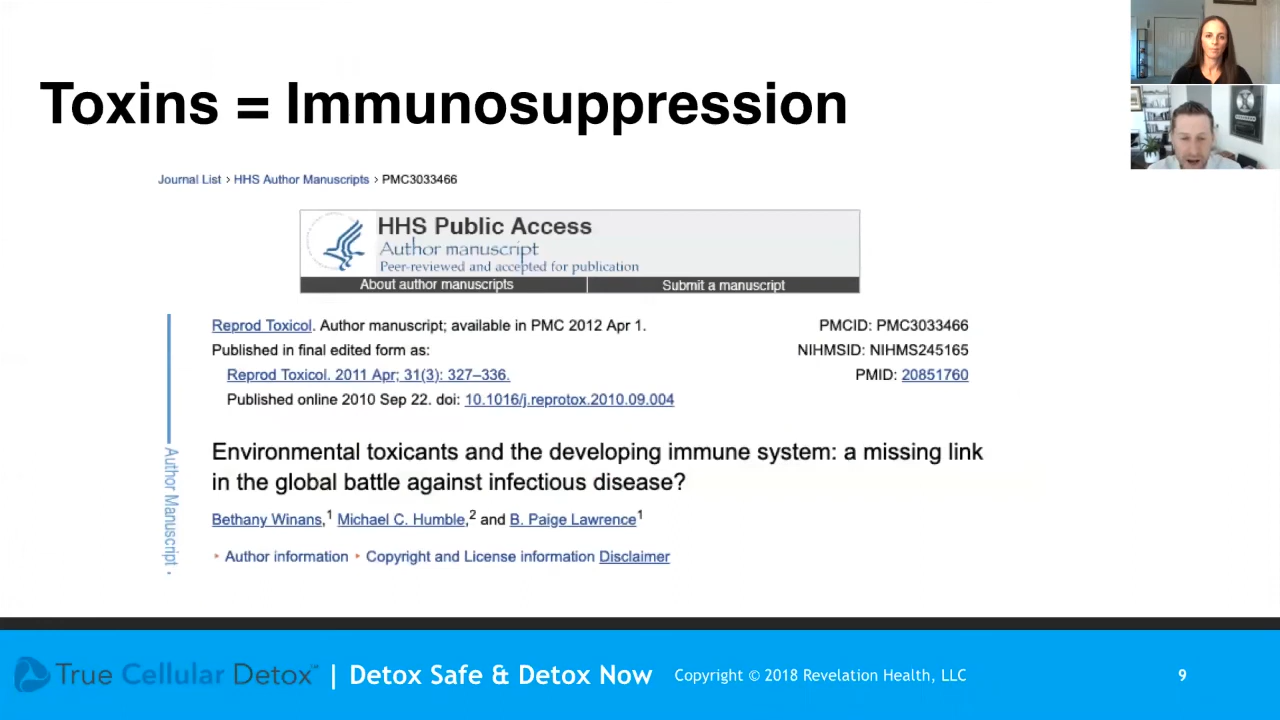 Toxins = Immunosuppression
Journal List › HHS Author Manuscripts › PMC3033466
HHS Public Access
Author manuscript
Peer-reviewed and accepted for publication
About author manuscripts
Submit a manuscript
Reprod Toxicol. Author manuscript; available in PMC 2012 Apr 1.
PMCID: PMC3033466
Published in final edited form as:
NIHMSID: NIHMS245165
Reprod Toxicol. 2011 Apr; 31(3): 327–336.
PMID: 20851760
Published online 2010 Sep 22. doi: 10.1016/j.reprotox.2010.09.004
Author Manuscript
Environmental toxicants and the developing immune system: a missing link
in the global battle against infectious disease?
Bethany Winans,1 Michael C. Humble,2 and B. Paige Lawrence1
▸ Author information ▸ Copyright and License information Disclaimer
True Cellular Detox™ | Detox Safe & Detox Now Copyright © 2018 Revelation Health, LLC 9